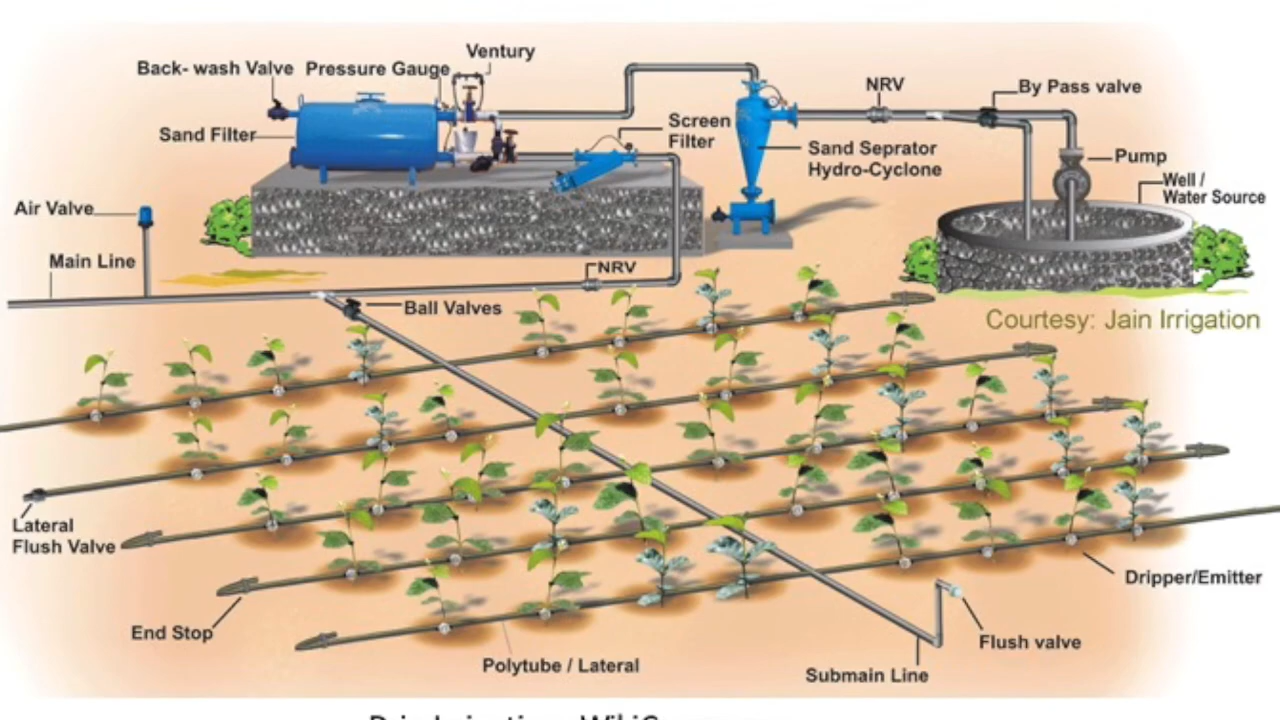 Ventury
Back- wash Valve
Pressure Gauge
NRV
By Pass valve
Sand Filter
Screen
Filter
Sand Seprator
Hydro-Cyclone
Pump
Well /
Water Source
Air Valve
Main Line
NRV
Ball Valves
Courtesy: Jain Irrigation
Lateral
Flush Valve
Dripper/Emitter
End Stop
Flush valve
Polytube / Lateral
Submain Line